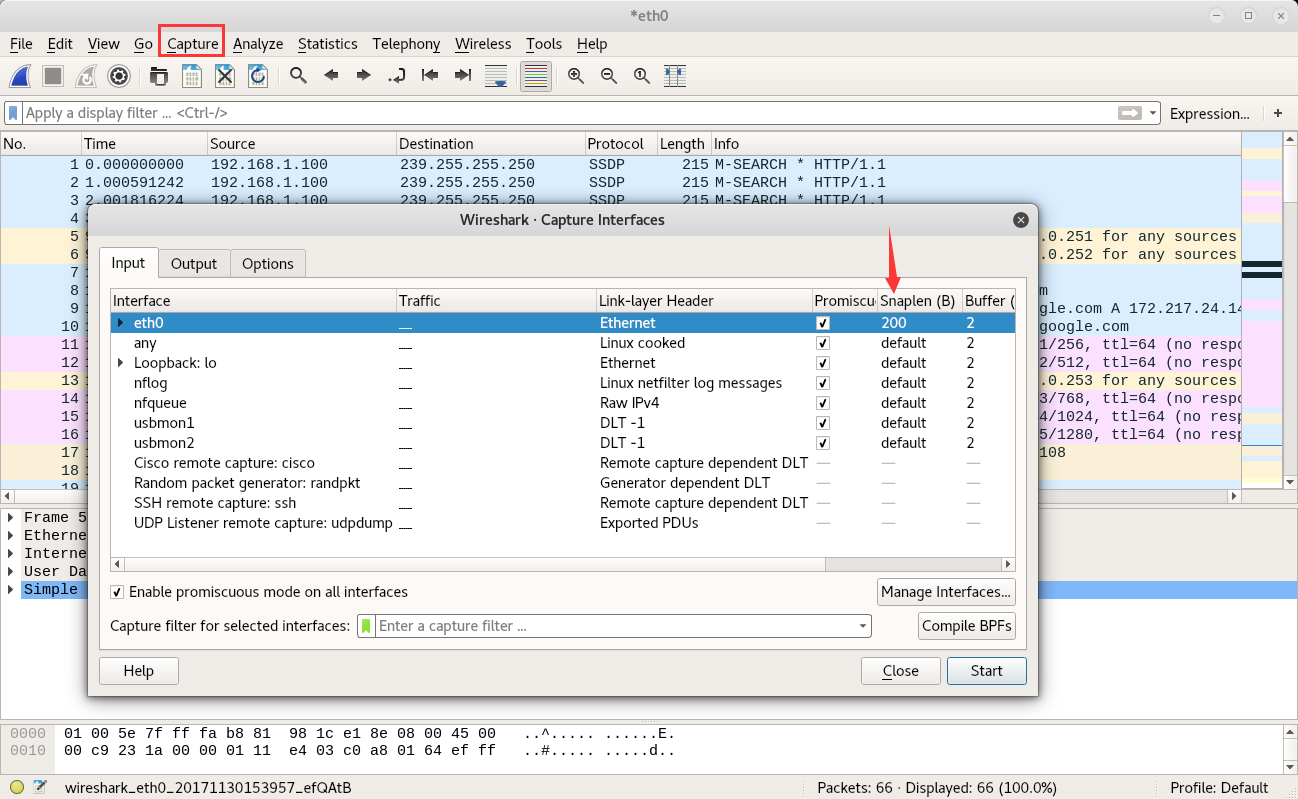 *eth0
File Edit View Go Capture Analyze Statistics Telephony Wireless Tools Help
Apply a display filter ... <Ctrl-/> Expression... +
No. Time Source Destination Protocol Length Info
1 0.000000000 192.168.1.100 239.255.255.250 SSDP 215 M-SEARCH * HTTP/1.1
2 1.000591242 192.168.1.100 239.255.255.250 SSDP 215 M-SEARCH * HTTP/1.1
3 2.001816224 192.168.1.100 239.255.255.250 SSDP 215 M-SEARCH * HTTP/1.1
4
5 .0.251 for any sources
6 .0.252 for any sources
7
8
9 gle.com A 172.217.24.14
10 google.com
11 1/256, ttl=64 (no respo
12 2/512, ttl=64 (no respo
13 .0.253 for any sources
14 3/768, ttl=64 (no respo
15 4/1024, ttl=64 (no resp
16 5/1280, ttl=64 (no resp
17 108
18
19
Wireshark · Capture Interfaces
Input Output Options
Interface Traffic Link-layer Header Promiscu Snaplen (B) Buffer (
eth0 Ethernet 200 2
any Linux cooked default 2
Loopback: lo Ethernet default 2
nflog Linux netfilter log messages default 2
nfqueue Raw IPv4 default 2
usbmon1 DLT -1 default 2
usbmon2 DLT -1 default 2
Cisco remote capture: cisco Remote capture dependent DLT — — —
Random packet generator: randpkt Generator dependent DLT — — —
SSH remote capture: ssh Remote capture dependent DLT — — —
UDP Listener remote capture: udpdump Exported PDUs — — —
Enable promiscuous mode on all interfaces Manage Interfaces...
Capture filter for selected interfaces: Enter a capture filter ... Compile BPFs
Help Close Start
Frame 5
Etherne
Interne
User Da
Simple
0000 01 00 5e 7f ff fa b8 81 98 1c e1 8e 08 00 45 00 ..^..... ......E.
0010 00 c9 23 1a 00 00 01 11 e4 03 c0 a8 01 64 ef ff ..#..... .....d..
wireshark_eth0_20171130153957_efQAtB Packets: 66 · Displayed: 66 (100.0%) Profile: Default